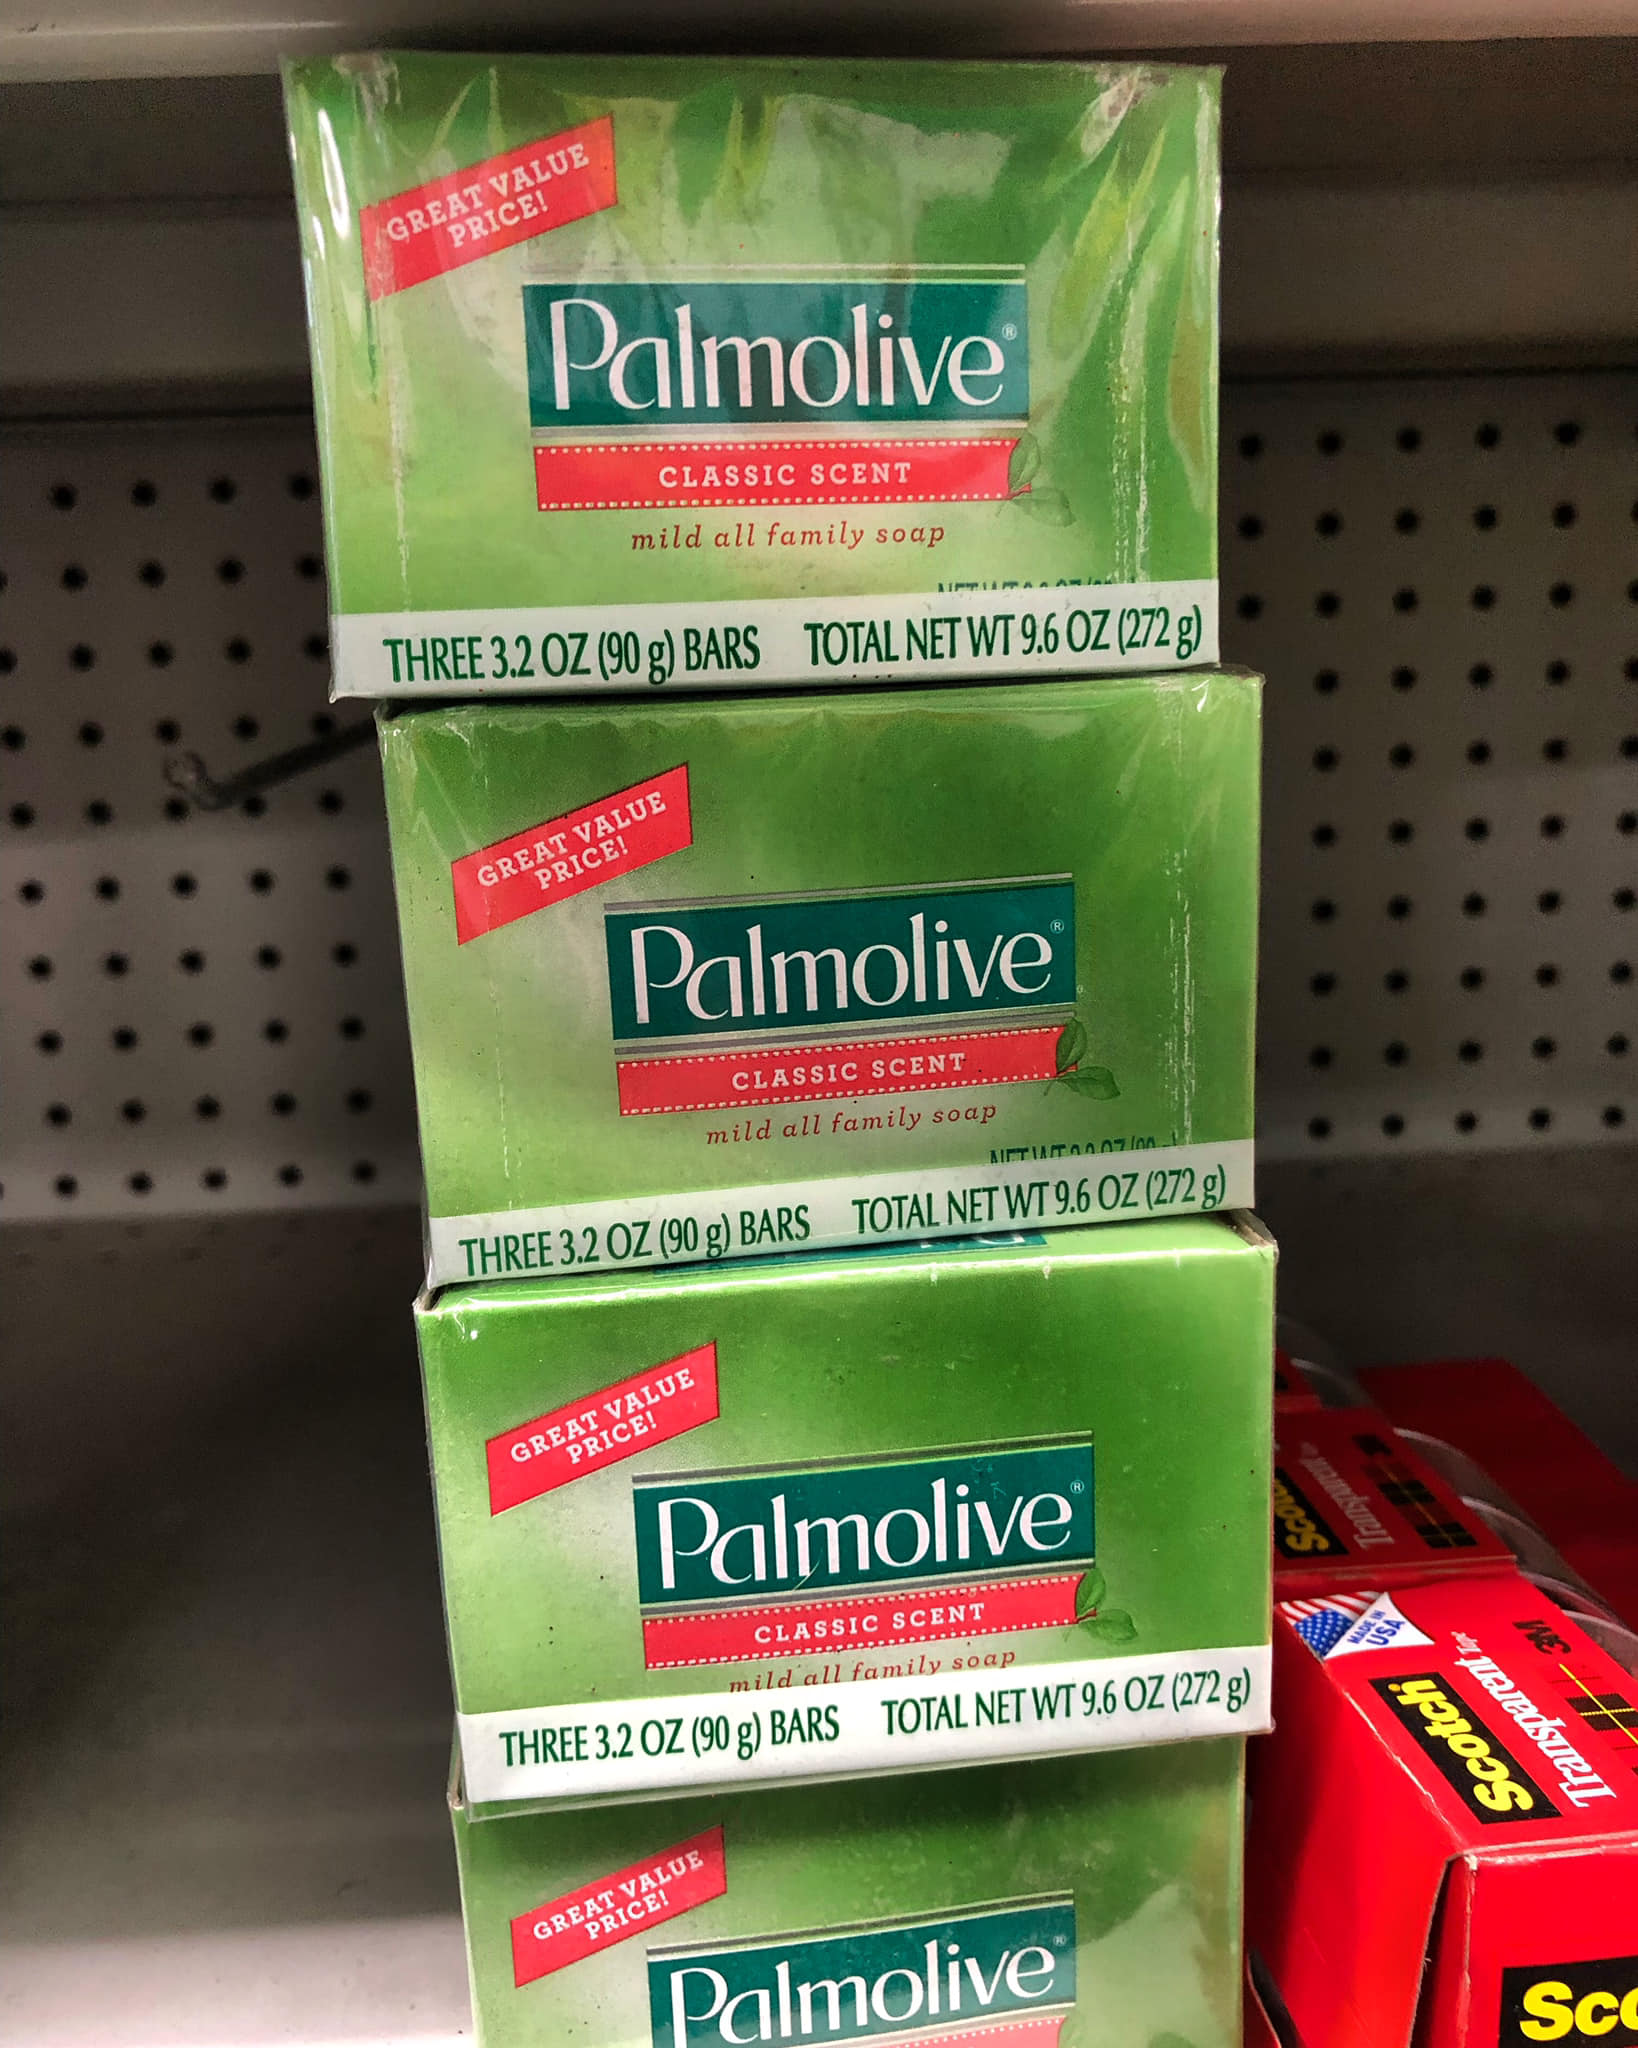 GREAT VALUE
PRICE!
Palmolive®
CLASSIC SCENT
mild all family soap
THREE 3.2 OZ (90 g) BARS TOTAL NET WT 9.6 OZ (272 g)
GREAT VALUE
PRICE!
Palmolive®
CLASSIC SCENT
mild all family soap
THREE 3.2 OZ (90 g) BARS TOTAL NET WT 9.6 OZ (272 g)
GREAT VALUE
PRICE!
Palmolive®
CLASSIC SCENT
mild all family soap
THREE 3.2 OZ (90 g) BARS TOTAL NET WT 9.6 OZ (272 g)
GREAT VALUE
PRICE!
Palmolive®
Scotch
Transparent
MADE IN
USA
3M
Scotch
Transparent Tape